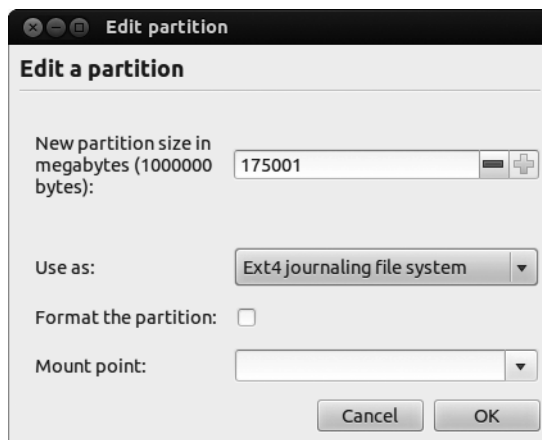 Edit partition
Edit a partition
New partition size in
megabytes (1000000
bytes):
175001
Use as:
Ext4 journaling file system
Format the partition:
Mount point:
Cancel
OK